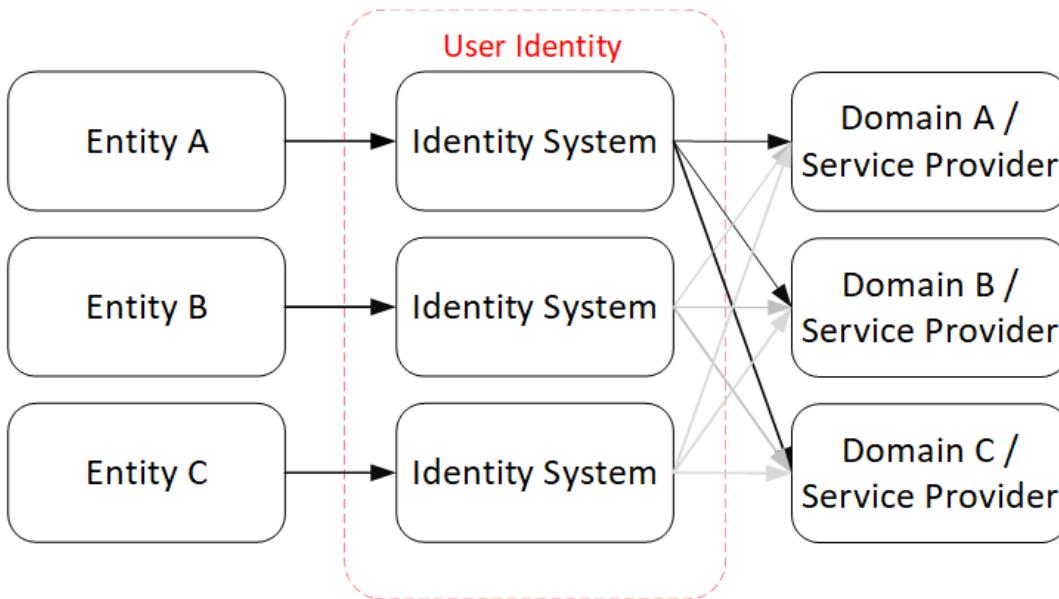 User Identity
Entity A
Identity System
Domain A /
Service Provider
Entity B
Identity System
Domain B /
Service Provider
Entity C
Identity System
Domain C /
Service Provider